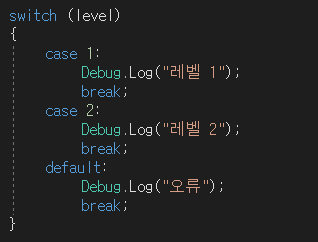 switch (level)
{
case 1:
Debug.Log("레벨 1");
break;
case 2:
Debug.Log("레벨 2");
break;
default:
Debug.Log("오류");
break;
}